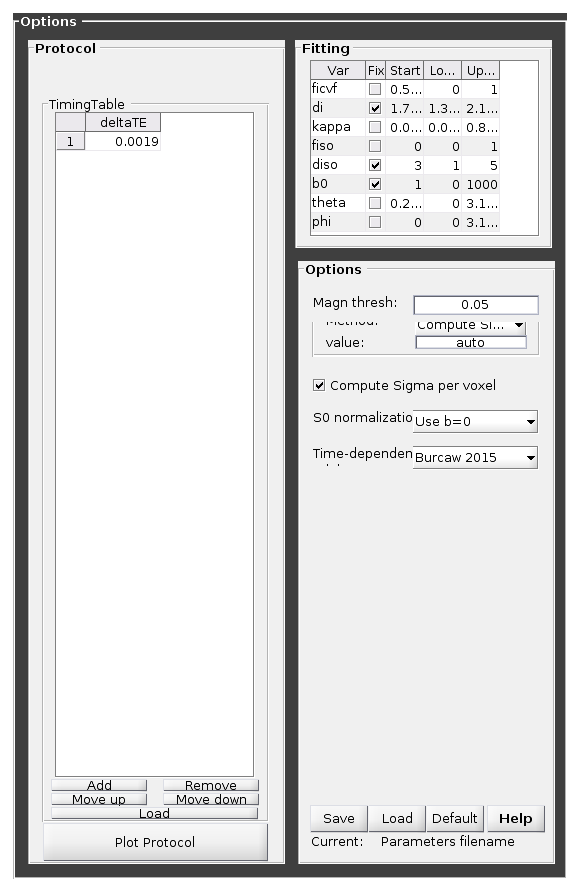 Options
Protocol
TimingTable
deltaTE
1 0.0019
Add Remove
Move up Move down
Load
Plot Protocol
Fitting
Var Fix Start Lo... Up...
ficvf 0.5... 0 1
di 1.7... 1.3... 2.1...
kappa 0.0... 0.0... 0.8...
fiso 0 0 1
diso 3 1 5
b0 1 0 1000
theta 0.2... 0 3.1...
phi 0 0 3.1...
Options
Magn thresh: 0.05
Method: Compute Si...
value: auto
Compute Sigma per voxel
S0 normalizatio Use b=0
Time-dependen Burcaw 2015
Save Load Default Help
Current: Parameters filename